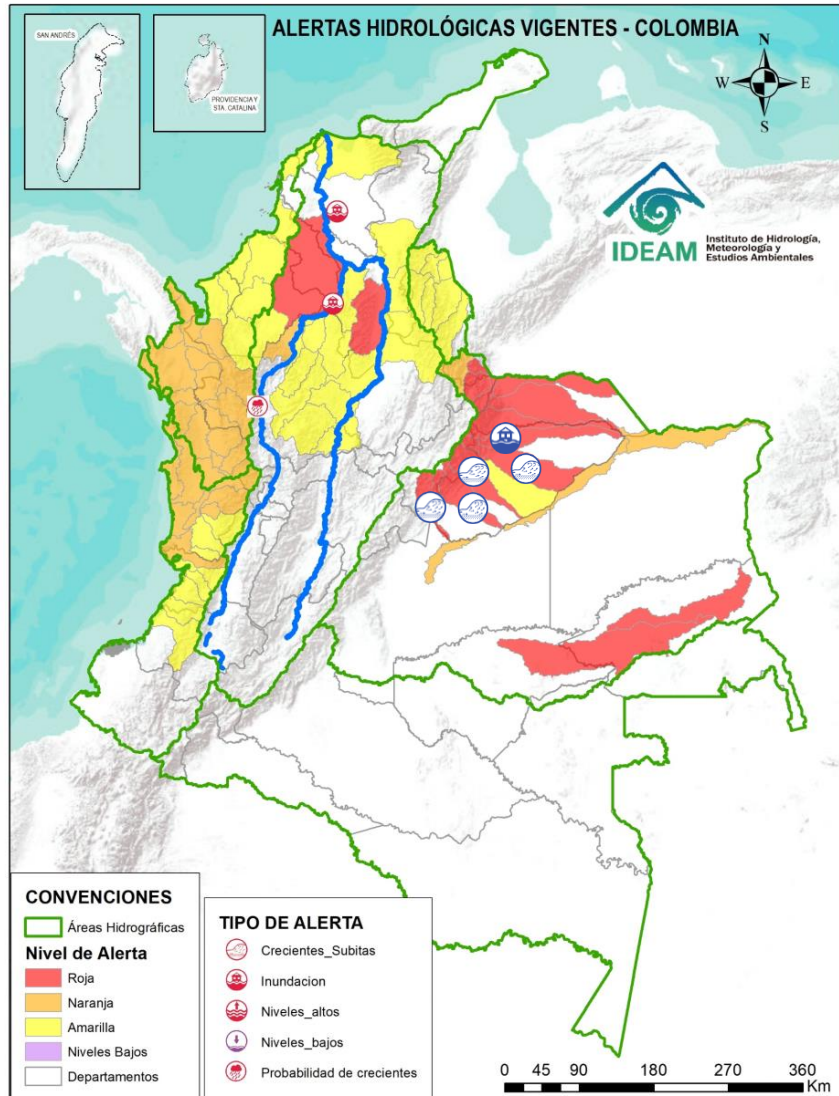 ALERTAS HIDROLÓGICAS VIGENTES - COLOMBIA
SAN ANDRÉS
PROVIDENCIA Y
STA. CATALINA
N
W
E
S
IDEAM
Instituto de Hidrología,
Meteorología y
Estudios Ambientales
CONVENCIONES
Áreas Hidrográficas
Nivel de Alerta
Roja
Naranja
Amarilla
Niveles Bajos
Departamentos
TIPO DE ALERTA
Crecientes_Subitas
Inundacion
Niveles_altos
Niveles_bajos
Probabilidad de crecientes
0 45 90 180 270 360
Km